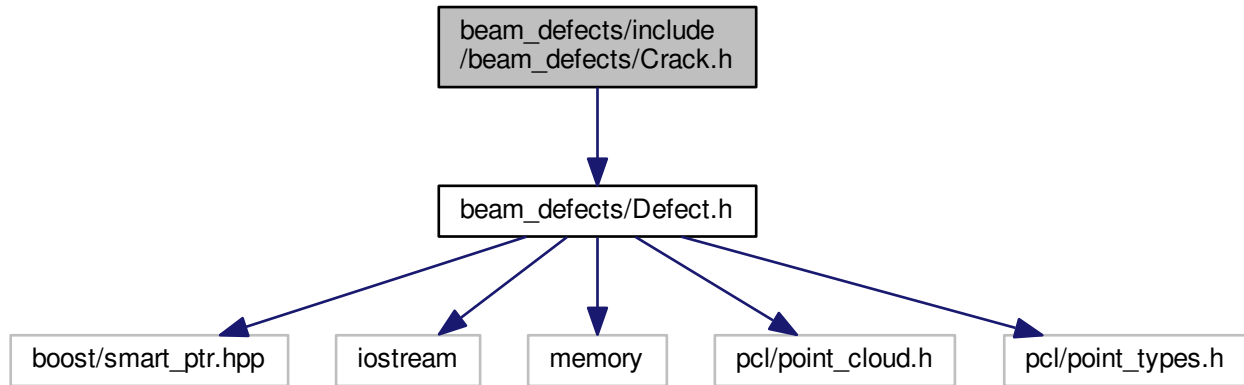 beam_defects/include
/beam_defects/Crack.h
beam_defects/Defect.h
boost/smart_ptr.hpp
iostream
memory
pcl/point_cloud.h
pcl/point_types.h